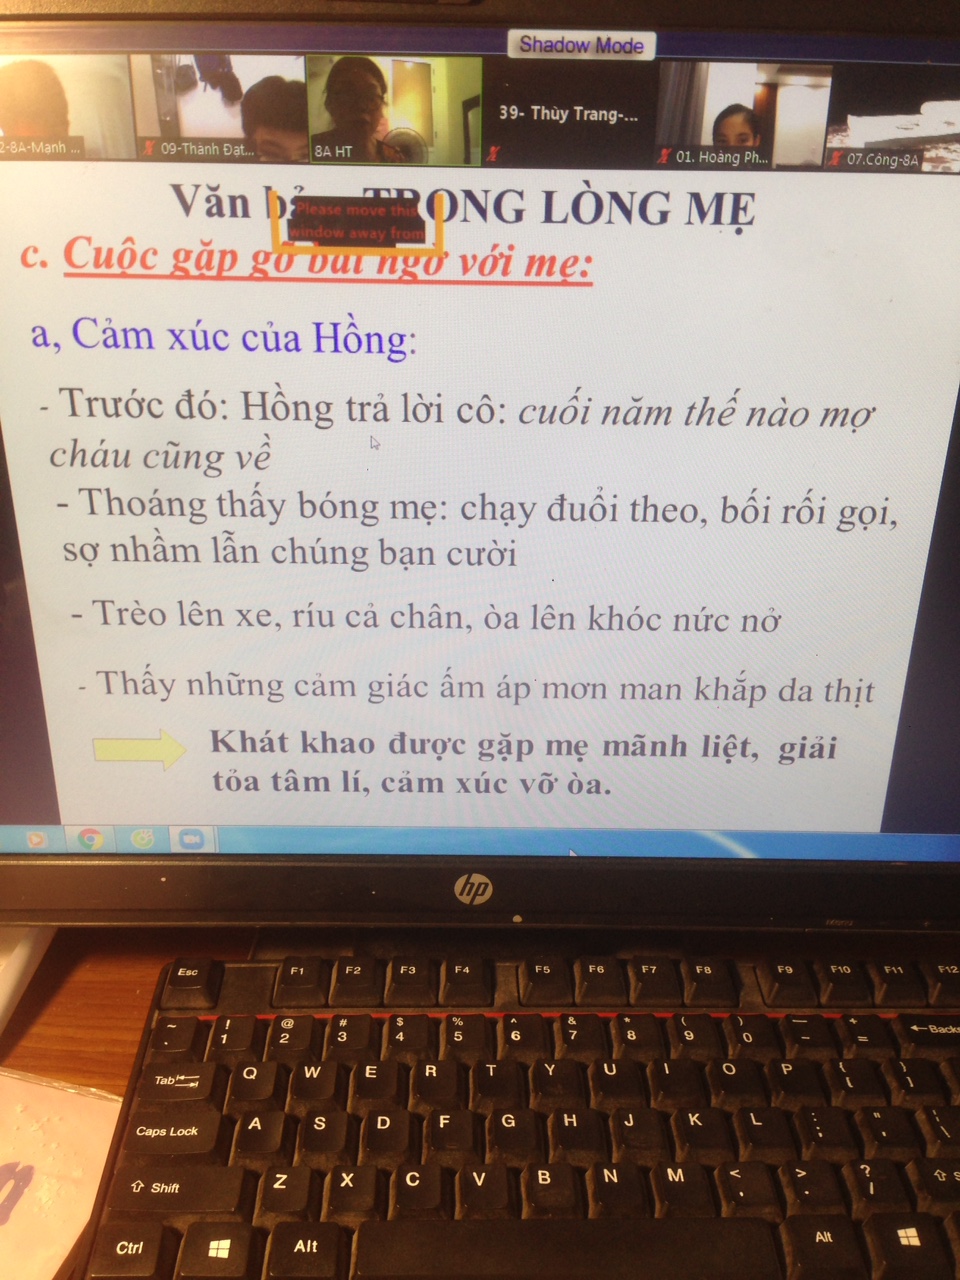 Shadow Mode
2-8A-Mạnh ...
09-Thành Đạt...
8A HT
39- Thùy Trang-...
01. Hoàng Ph...
07.Công-8A
Văn TRONG LÒNG MẸ
Please move this
window away from
c. Cuộc gặp gỡ bất ngờ với mẹ:
a, Cảm xúc của Hồng:
- Trước đó: Hồng trả lời cô: cuối năm thế nào mợ
cháu cũng về
- Thoáng thấy bóng mẹ: chạy đuổi theo, bối rối gọi,
sợ nhầm lẫn chúng bạn cười
- Trèo lên xe, ríu cả chân, òa lên khóc nức nở
- Thấy những cảm giác ấm áp mơn man khắp da thịt
Khát khao được gặp mẹ mãnh liệt, giải
tỏa tâm lí, cảm xúc vỡ òa.
hp
Esc F1 F2 F3 F4 F5 F6 F7 F8 F9 F10 F11 F12
~ ! @ # $ % ^ & * ( ) — +
` 1 2 3 4 5 6 7 8 9 0 - = Backs
Tab Q W E R T Y U I O P { [ } ]
Caps Lock A S D F G H J K L : ; " ' | \
Shift Z X C V B N M < , > . ? / S
Ctrl Alt Alt